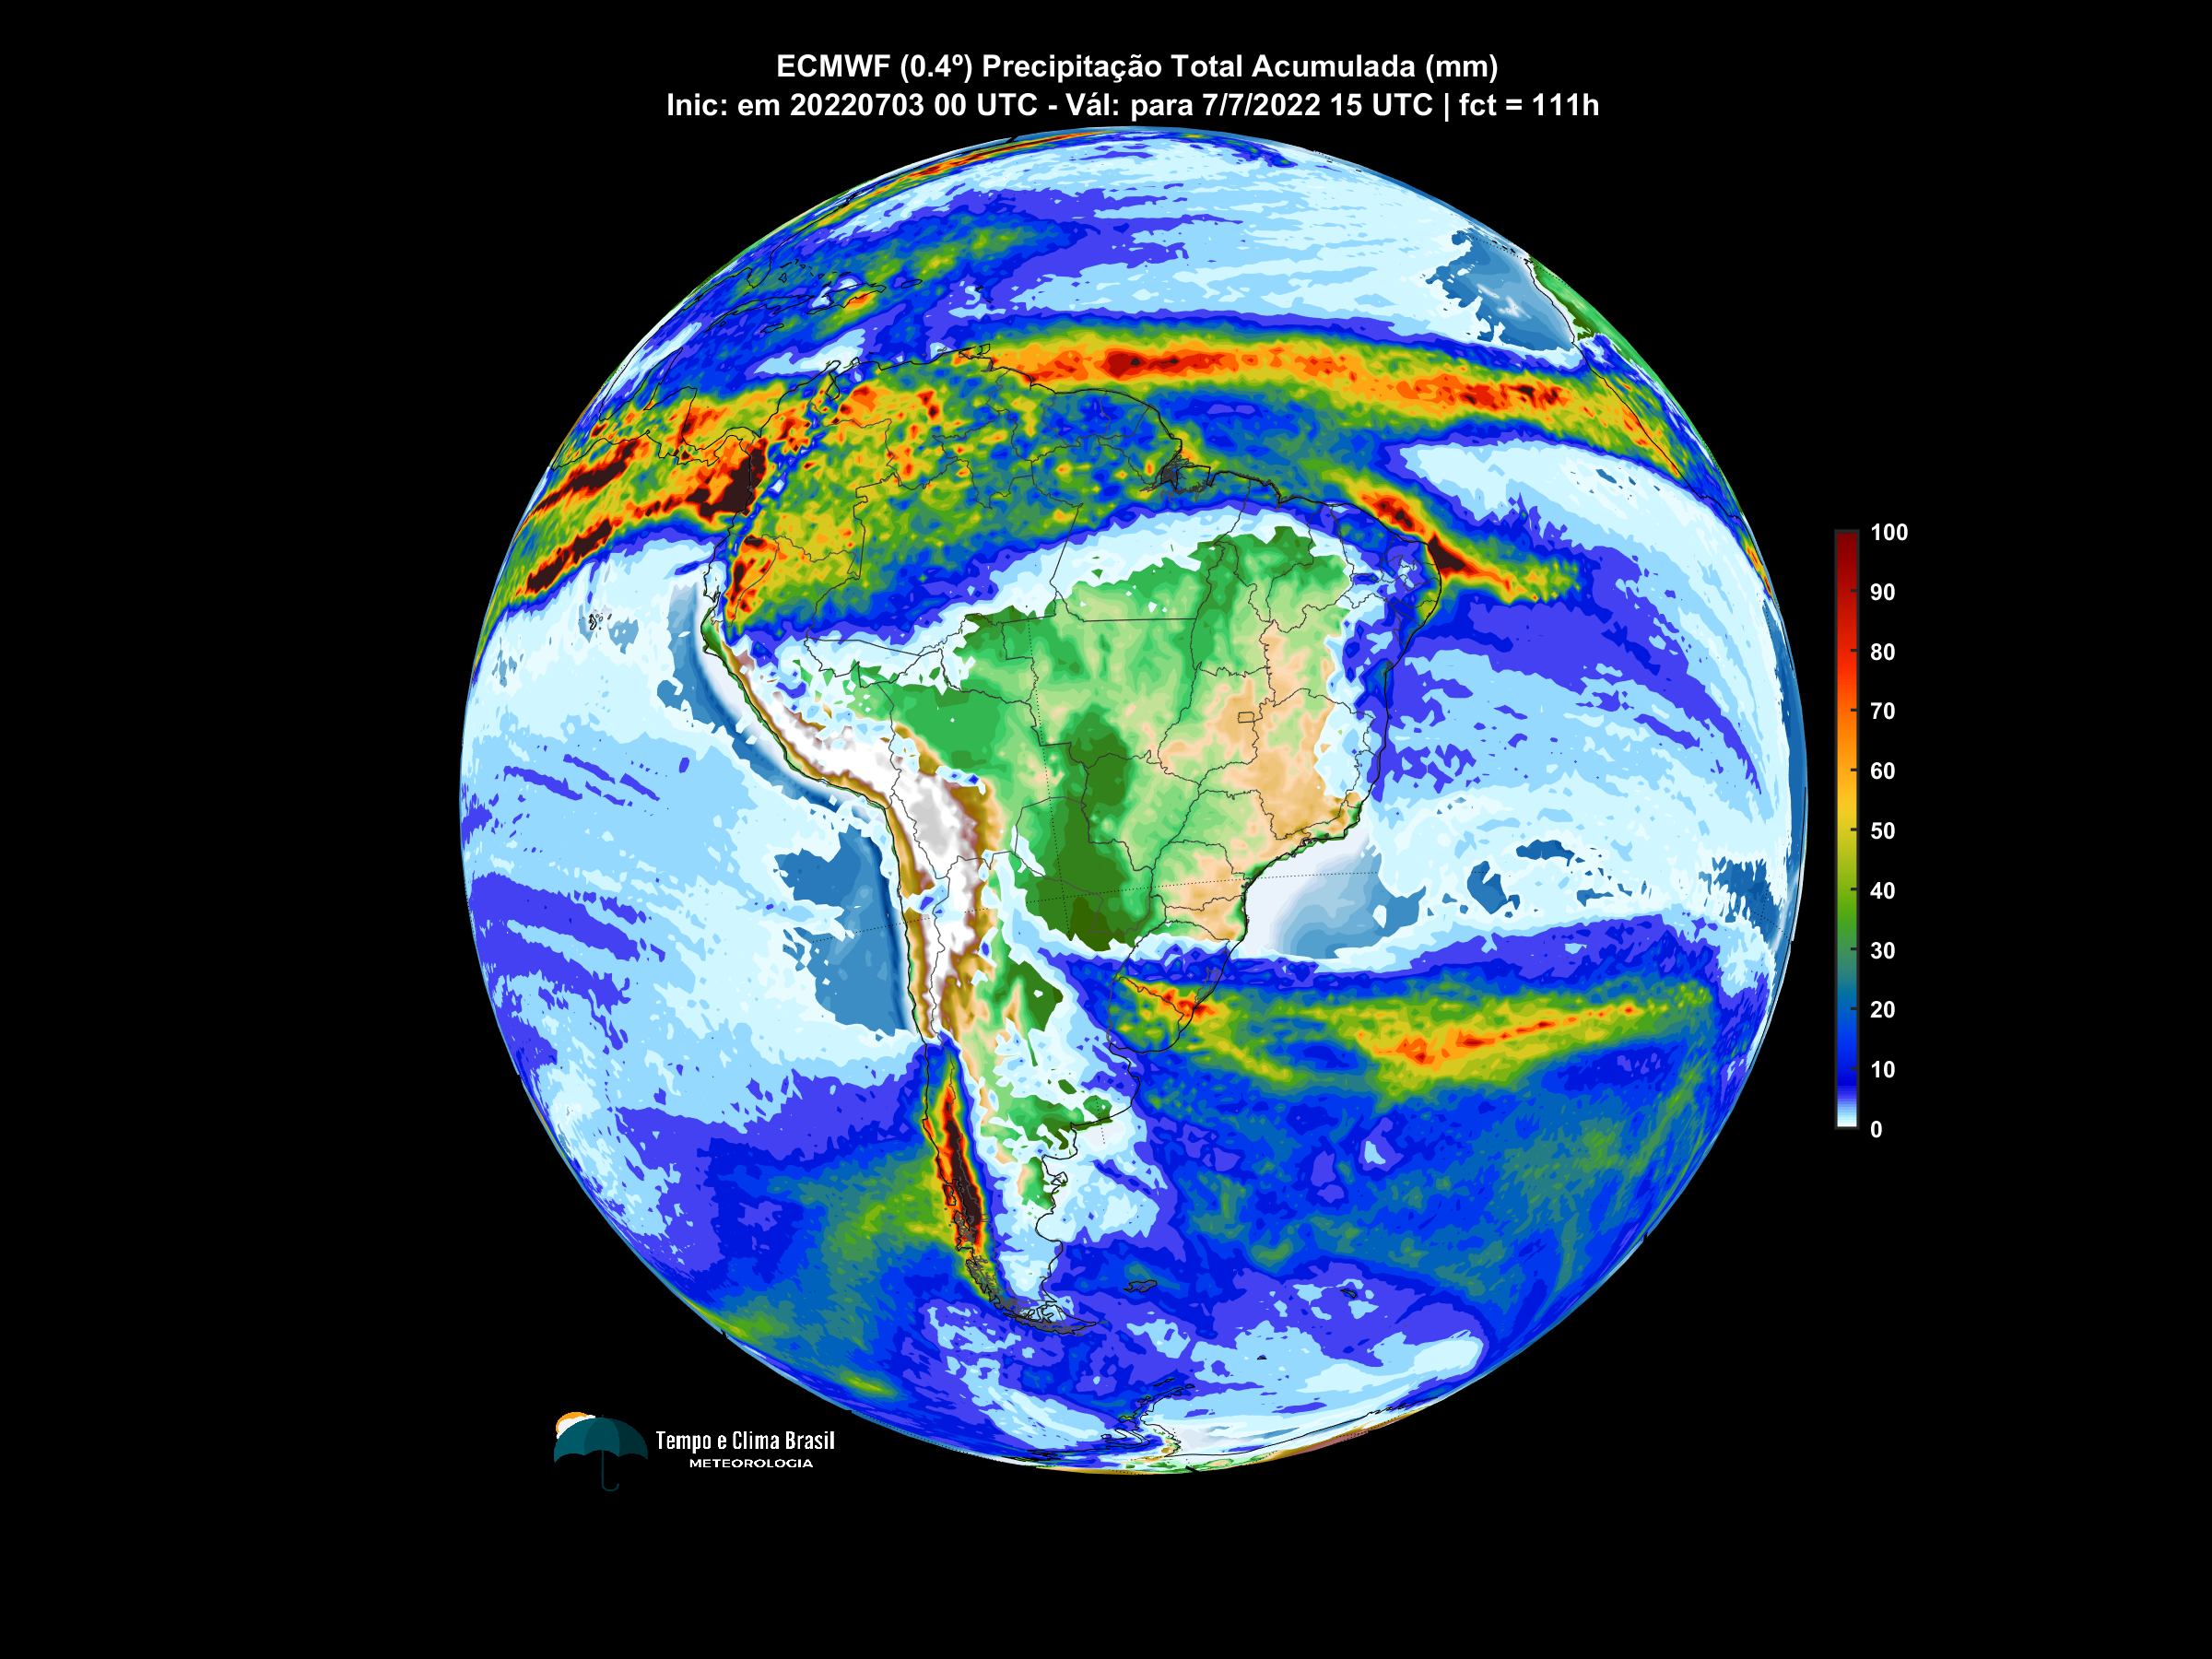 ECMWF (0.4º) Precipitação Total Acumulada (mm)
Inic: em 20220703 00 UTC - Vál: para 7/7/2022 15 UTC | fct = 111h
100
90
80
70
60
50
40
30
20
10
0
Tempo e Clima Brasil
METEOROLOGIA